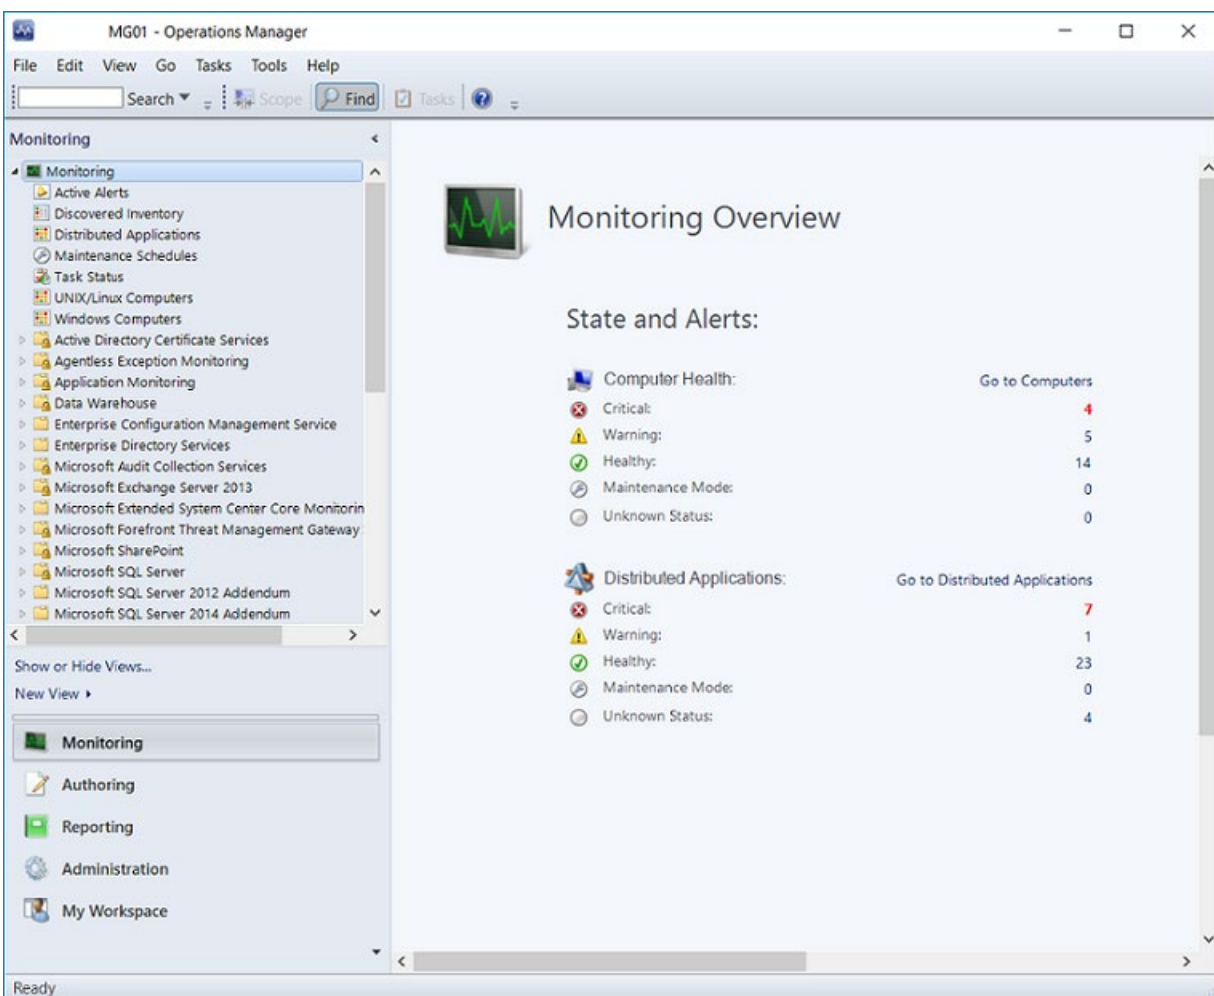 MG01 - Operations Manager
File Edit View Go Tasks Tools Help
Search Scope Find Tasks
Monitoring
Monitoring
Active Alerts
Discovered Inventory
Distributed Applications
Maintenance Schedules
Task Status
UNIX/Linux Computers
Windows Computers
Active Directory Certificate Services
Agentless Exception Monitoring
Application Monitoring
Data Warehouse
Enterprise Configuration Management Service
Enterprise Directory Services
Microsoft Audit Collection Services
Microsoft Exchange Server 2013
Microsoft Extended System Center Core Monitorin
Microsoft Forefront Threat Management Gateway
Microsoft SharePoint
Microsoft SQL Server
Microsoft SQL Server 2012 Addendum
Microsoft SQL Server 2014 Addendum
Show or Hide Views...
New View
Monitoring
Authoring
Reporting
Administration
My Workspace
Monitoring Overview
State and Alerts:
Computer Health: Go to Computers
Critical: 4
Warning: 5
Healthy: 14
Maintenance Mode: 0
Unknown Status: 0
Distributed Applications: Go to Distributed Applications
Critical: 7
Warning: 1
Healthy: 23
Maintenance Mode: 0
Unknown Status: 4
Ready